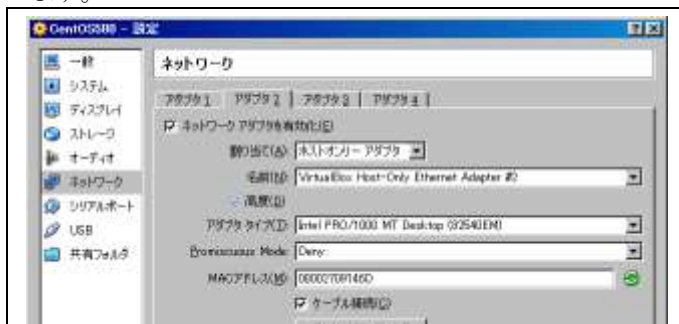 CentOS580 - 設定
一般
システム
ディスプレイ
ストレージ
オーディオ
ネットワーク
シリアルポート
USB
共有フォルダ
ネットワーク
アダプタ 1 アダプタ 2 アダプタ 3 アダプタ 4
ネットワーク アダプタを有効化(E)
割り当て(A) ホストオンリー アダプタ
名前(N) VirtualBox Host-Only Ethernet Adapter #2
高度(D)
アダプタ タイプ(T) Intel PRO/1000 MT Desktop (82540EM)
Promiscuous Mode Deny
MACアドレス(M)
ケーブル接続(C)